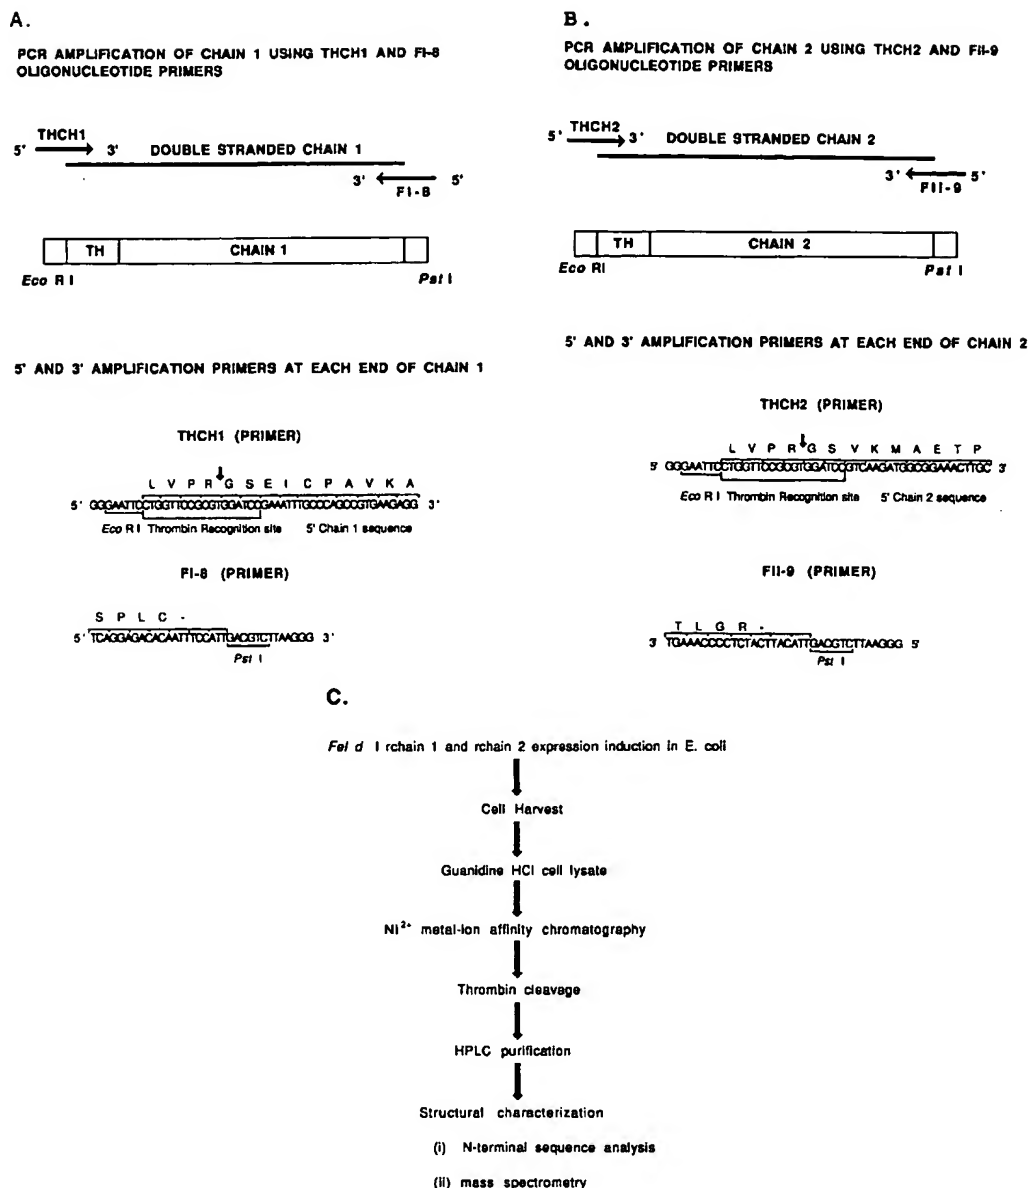 A.
PCR AMPLIFICATION OF CHAIN 1 USING THCH1 AND FI-8
OLIGONUCLEOTIDE PRIMERS
THCH1
5' 3' DOUBLE STRANDED CHAIN 1
3' 5'
FI-8
TH CHAIN 1
Eco R I Pst I
5' AND 3' AMPLIFICATION PRIMERS AT EACH END OF CHAIN 1
THCH1 (PRIMER)
L V P R G S E I C P A V K A
5' GGGAATTCCTGGTTCCGCGTGGATCCGAAATTTGCCCAGCCGTGAAGAGG 3'
Eco R I Thrombin Recognition site 5' Chain 1 sequence
FI-8 (PRIMER)
S P L C -
5' TCAGGAGACACAATTTCCATTGACGTCTTAAGGG 3'
Pst I
B.
PCR AMPLIFICATION OF CHAIN 2 USING THCH2 AND FII-9
OLIGONUCLEOTIDE PRIMERS
THCH2
5' 3' DOUBLE STRANDED CHAIN 2
3' 5'
FII-9
TH CHAIN 2
Eco RI Pst I
5' AND 3' AMPLIFICATION PRIMERS AT EACH END OF CHAIN 2
THCH2 (PRIMER)
L V P R G S V K M A E T P
5' GGGAATTCCTGGTTCCGCGTGGATCCGTCAAGATGGCGGAAACTTGC 3'
Eco R I Thrombin Recognition site 5' Chain 2 sequence
FII-9 (PRIMER)
T L G R -
3' TGAAACCCCTCTACTTACATTGACGTCTTAAGGG 5'
Pst I
C.
Fel d I rchain 1 and rchain 2 expression induction in E. coli
Cell Harvest
Guanidine HCl cell lysate
Ni2+ metal-ion affinity chromatography
Thrombin cleavage
HPLC purification
Structural characterization
(i) N-terminal sequence analysis
(ii) mass spectrometry